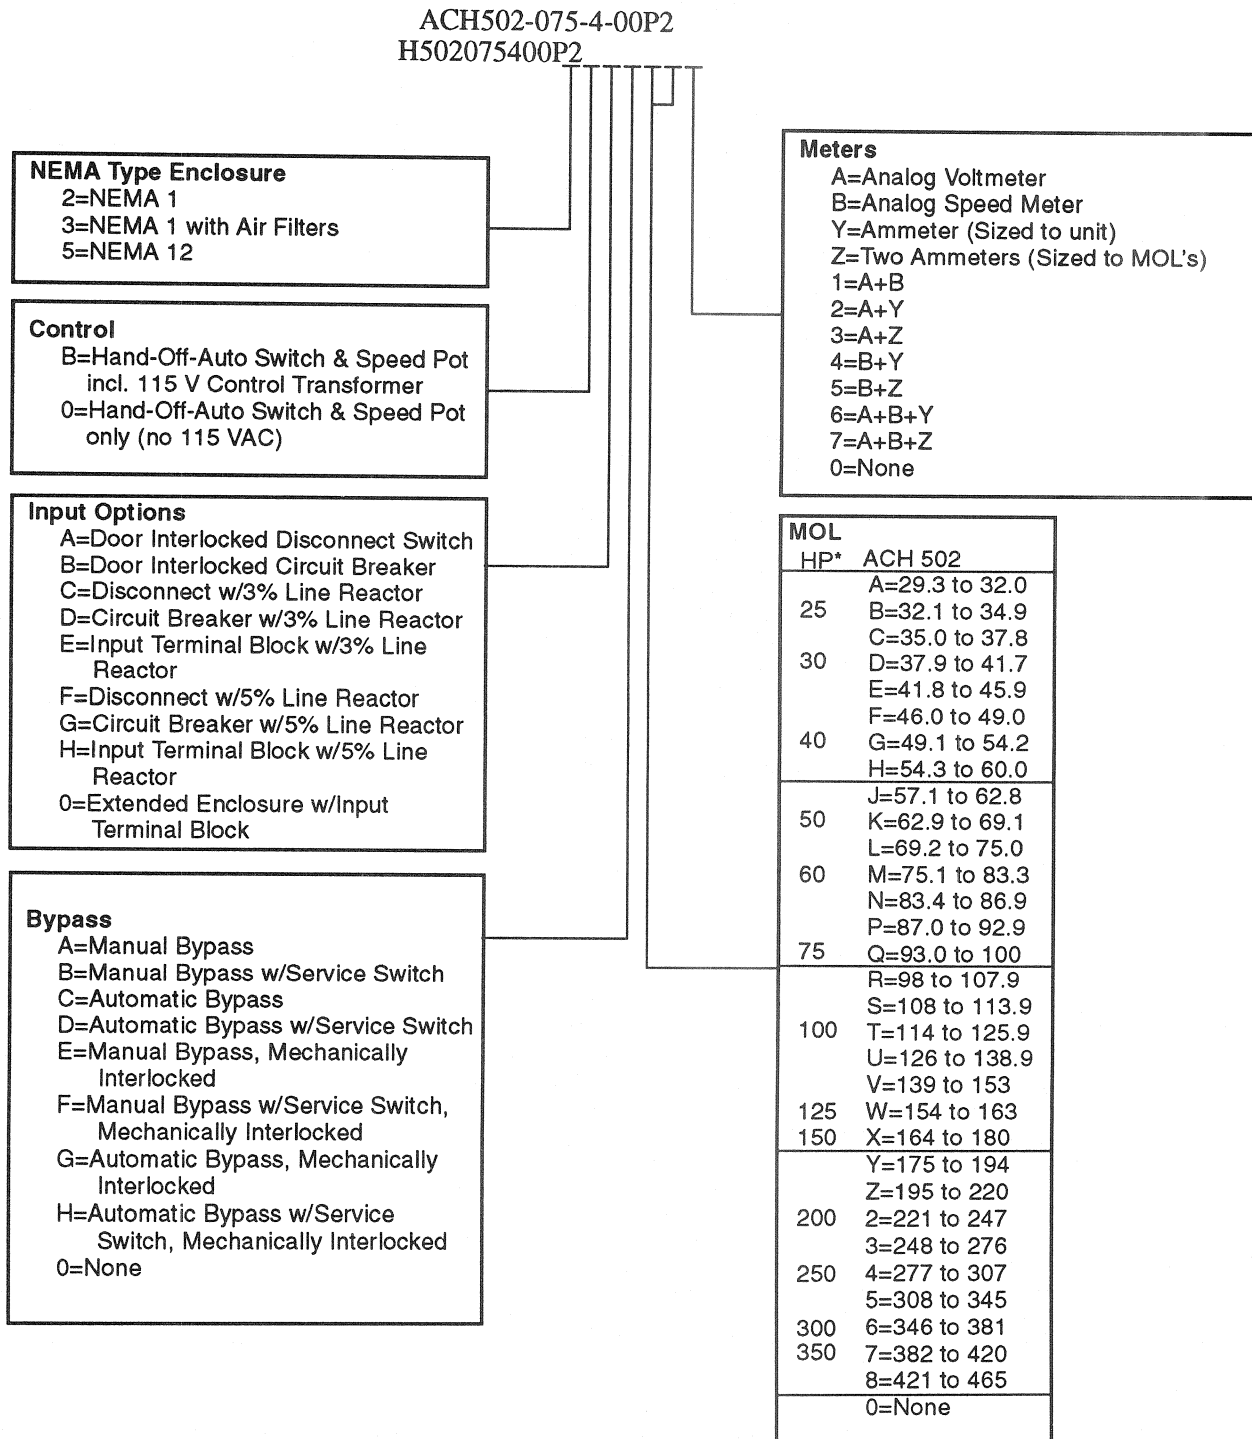 ACH502-075-4-00P2
H502075400P2
NEMA Type Enclosure
2=NEMA 1
3=NEMA 1 with Air Filters
5=NEMA 12
Control
B=Hand-Off-Auto Switch & Speed Pot
incl. 115 V Control Transformer
0=Hand-Off-Auto Switch & Speed Pot
only (no 115 VAC)
Input Options
A=Door Interlocked Disconnect Switch
B=Door Interlocked Circuit Breaker
C=Disconnect w/3% Line Reactor
D=Circuit Breaker w/3% Line Reactor
E=Input Terminal Block w/3% Line
Reactor
F=Disconnect w/5% Line Reactor
G=Circuit Breaker w/5% Line Reactor
H=Input Terminal Block w/5% Line
Reactor
0=Extended Enclosure w/Input
Terminal Block
Bypass
A=Manual Bypass
B=Manual Bypass w/Service Switch
C=Automatic Bypass
D=Automatic Bypass w/Service Switch
E=Manual Bypass, Mechanically
Interlocked
F=Manual Bypass w/Service Switch,
Mechanically Interlocked
G=Automatic Bypass, Mechanically
Interlocked
H=Automatic Bypass w/Service
Switch, Mechanically Interlocked
0=None
Meters
A=Analog Voltmeter
B=Analog Speed Meter
Y=Ammeter (Sized to unit)
Z=Two Ammeters (Sized to MOL's)
1=A+B
2=A+Y
3=A+Z
4=B+Y
5=B+Z
6=A+B+Y
7=A+B+Z
0=None
MOL
HP* ACH 502
A=29.3 to 32.0
25 B=32.1 to 34.9
C=35.0 to 37.8
30 D=37.9 to 41.7
E=41.8 to 45.9
F=46.0 to 49.0
40 G=49.1 to 54.2
H=54.3 to 60.0
J=57.1 to 62.8
50 K=62.9 to 69.1
L=69.2 to 75.0
60 M=75.1 to 83.3
N=83.4 to 86.9
P=87.0 to 92.9
75 Q=93.0 to 100
R=98 to 107.9
S=108 to 113.9
100 T=114 to 125.9
U=126 to 138.9
V=139 to 153
125 W=154 to 163
150 X=164 to 180
Y=175 to 194
Z=195 to 220
200 2=221 to 247
3=248 to 276
250 4=277 to 307
5=308 to 345
300 6=346 to 381
350 7=382 to 420
8=421 to 465
0=None